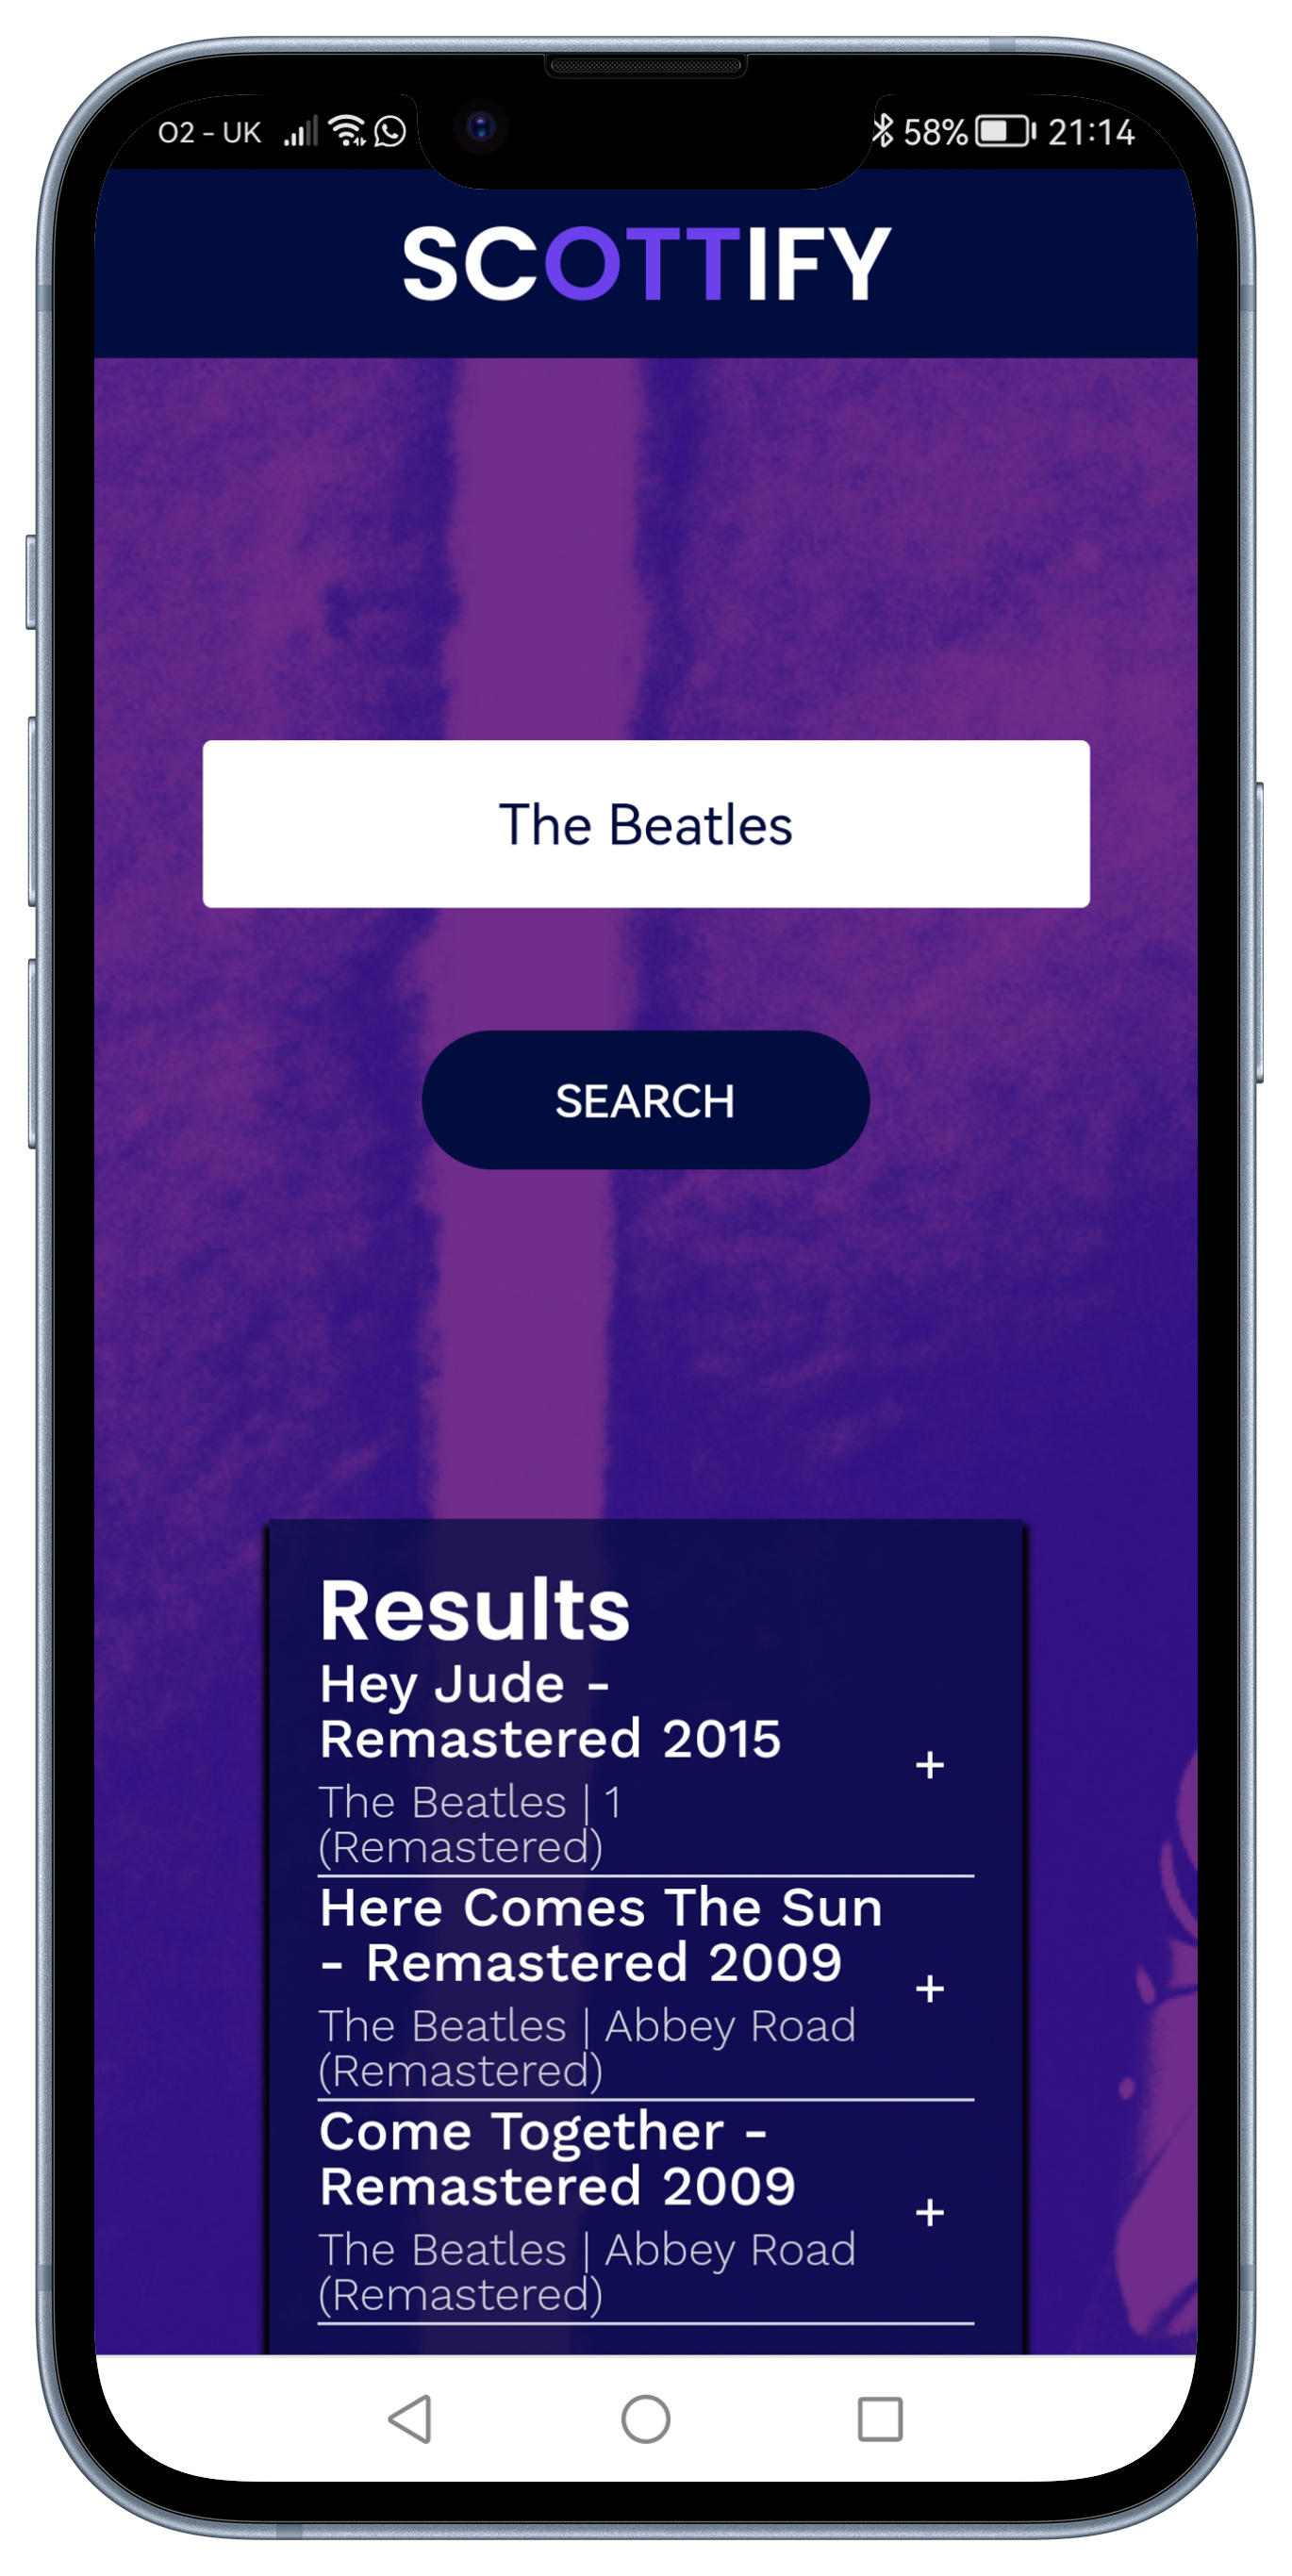 O2 - UK 58% 21:14
SCOTTIFY
The Beatles
SEARCH
Results
Hey Jude -
Remastered 2015
+
The Beatles | 1
(Remastered)
Here Comes The Sun
- Remastered 2009
+
The Beatles | Abbey Road
(Remastered)
Come Together -
Remastered 2009
+
The Beatles | Abbey Road
(Remastered)